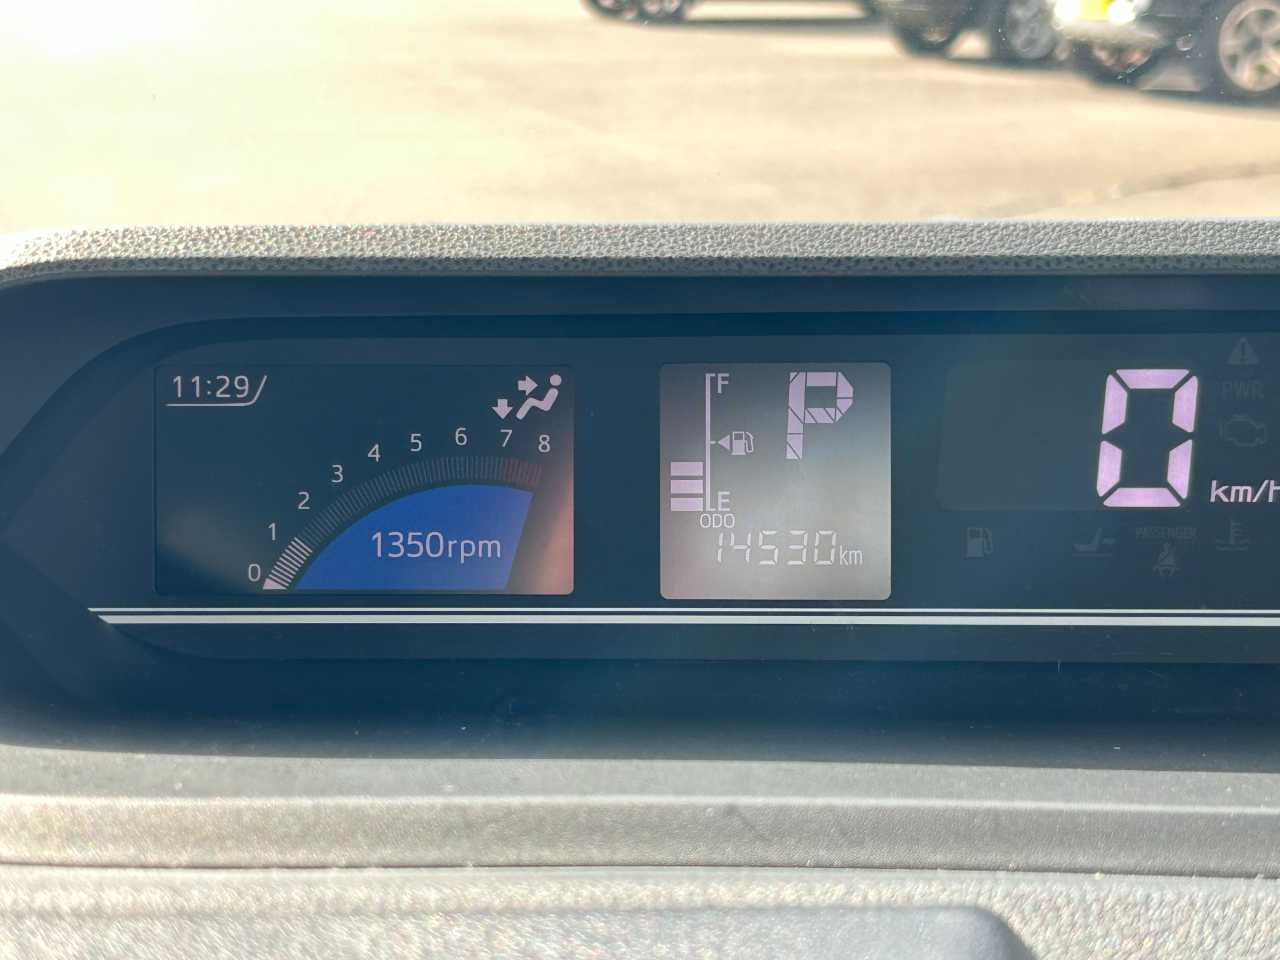 11:29
0 1 2 3 4 5 6 7 8
1350rpm
F
E
P
ODO
14530km
0 km/h
PWR
PASSENGER